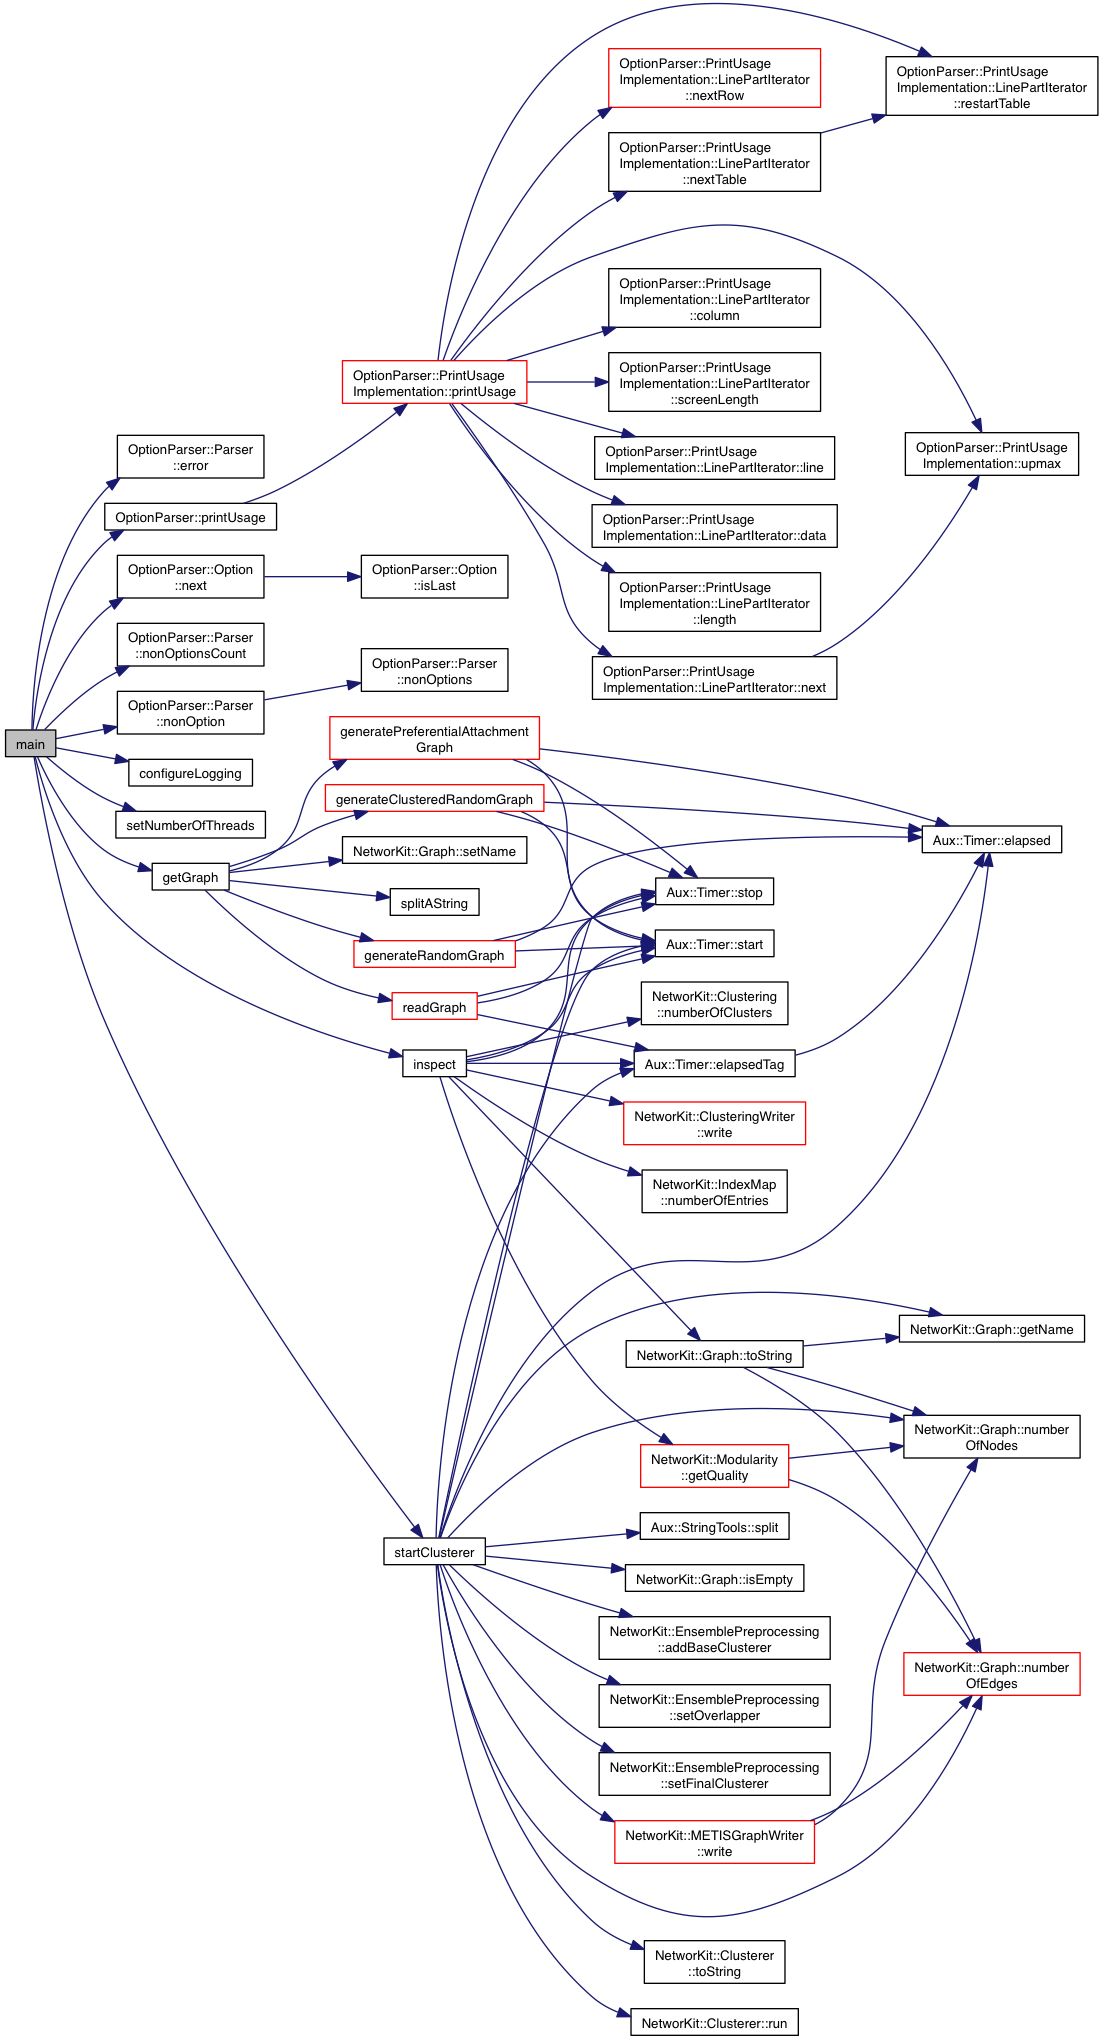 OptionParser::PrintUsage
Implementation::LinePartIterator
::nextRow
OptionParser::PrintUsage
Implementation::LinePartIterator
::restartTable
OptionParser::PrintUsage
Implementation::LinePartIterator
::nextTable
OptionParser::PrintUsage
Implementation::LinePartIterator
::column
OptionParser::PrintUsage
Implementation::LinePartIterator
::screenLength
OptionParser::PrintUsage
Implementation::printUsage
OptionParser::PrintUsage
Implementation::LinePartIterator::line
OptionParser::PrintUsage
Implementation::upmax
OptionParser::Parser
::error
OptionParser::printUsage
OptionParser::PrintUsage
Implementation::LinePartIterator::data
OptionParser::Option
::next
OptionParser::Option
::isLast
OptionParser::PrintUsage
Implementation::LinePartIterator
::length
OptionParser::Parser
::nonOptionsCount
OptionParser::Parser
::nonOptions
OptionParser::PrintUsage
Implementation::LinePartIterator::next
OptionParser::Parser
::nonOption
main
generatePreferentialAttachment
Graph
configureLogging
generateClusteredRandomGraph
setNumberOfThreads
Aux::Timer::elapsed
NetworKit::Graph::setName
getGraph
Aux::Timer::stop
splitAString
generateRandomGraph
Aux::Timer::start
readGraph
NetworKit::Clustering
::numberOfClusters
inspect
Aux::Timer::elapsedTag
NetworKit::ClusteringWriter
::write
NetworKit::IndexMap
::numberOfEntries
NetworKit::Graph::toString
NetworKit::Graph::getName
NetworKit::Graph::number
OfNodes
NetworKit::Modularity
::getQuality
Aux::StringTools::split
startClusterer
NetworKit::Graph::isEmpty
NetworKit::EnsemblePreprocessing
::addBaseClusterer
NetworKit::Graph::number
OfEdges
NetworKit::EnsemblePreprocessing
::setOverlapper
NetworKit::EnsemblePreprocessing
::setFinalClusterer
NetworKit::METISGraphWriter
::write
NetworKit::Clusterer
::toString
NetworKit::Clusterer::run